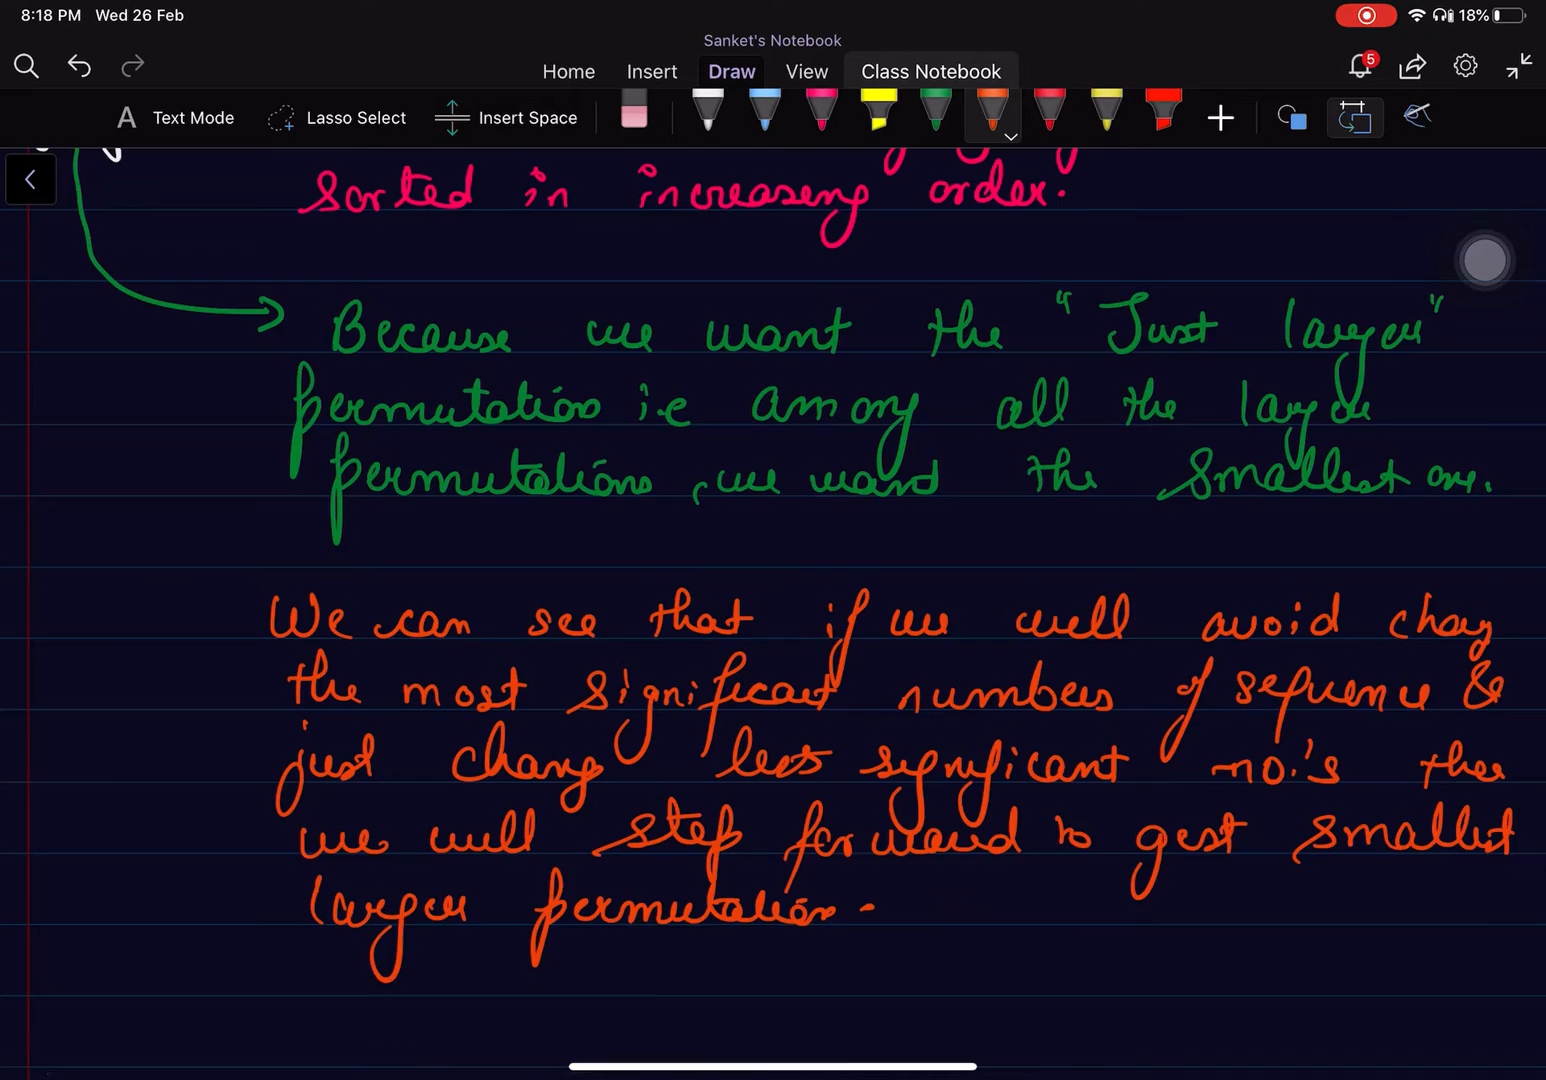 8:18 PM Wed 26 Feb
18%
Sanket's Notebook
Home Insert Draw View Class Notebook
5
A Text Mode Lasso Select Insert Space
sorted in increasing order.
Because we want the "Just larger"
permutation i.e among all the larger
permutations, we want the smallest one.
We can see that if we will avoid chang
the most significant numbers of sequence &
just change less significant no.'s then
we will step forward to get smallest
larger permutation.